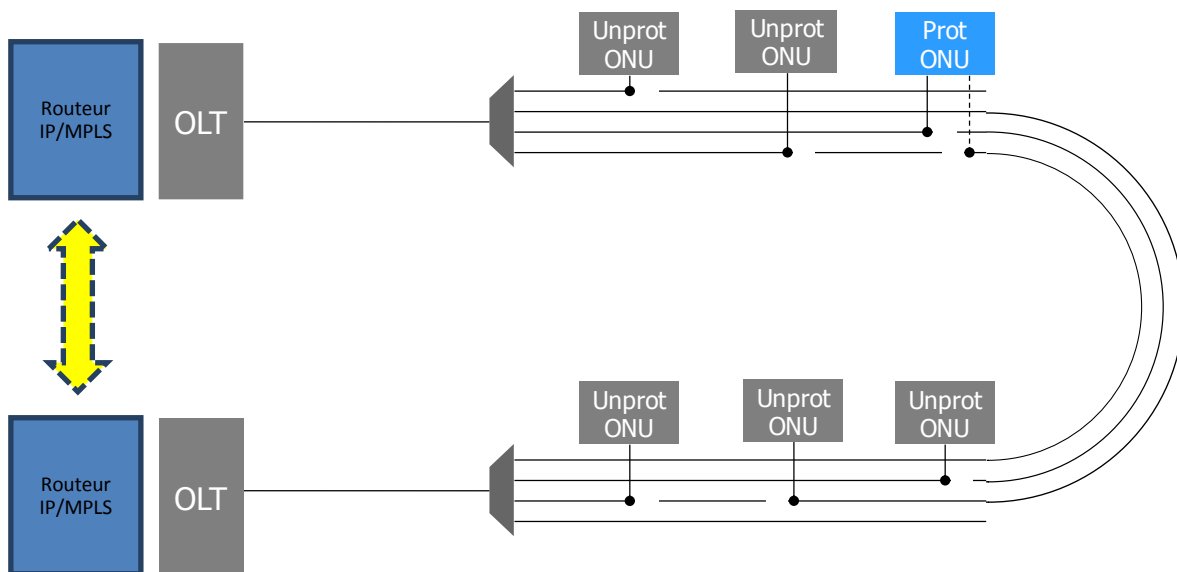 Unprot
ONU
Unprot
ONU
Prot
ONU
Routeur
IP/MPLS
OLT
Unprot
ONU
Unprot
ONU
Unprot
ONU
Routeur
IP/MPLS
OLT